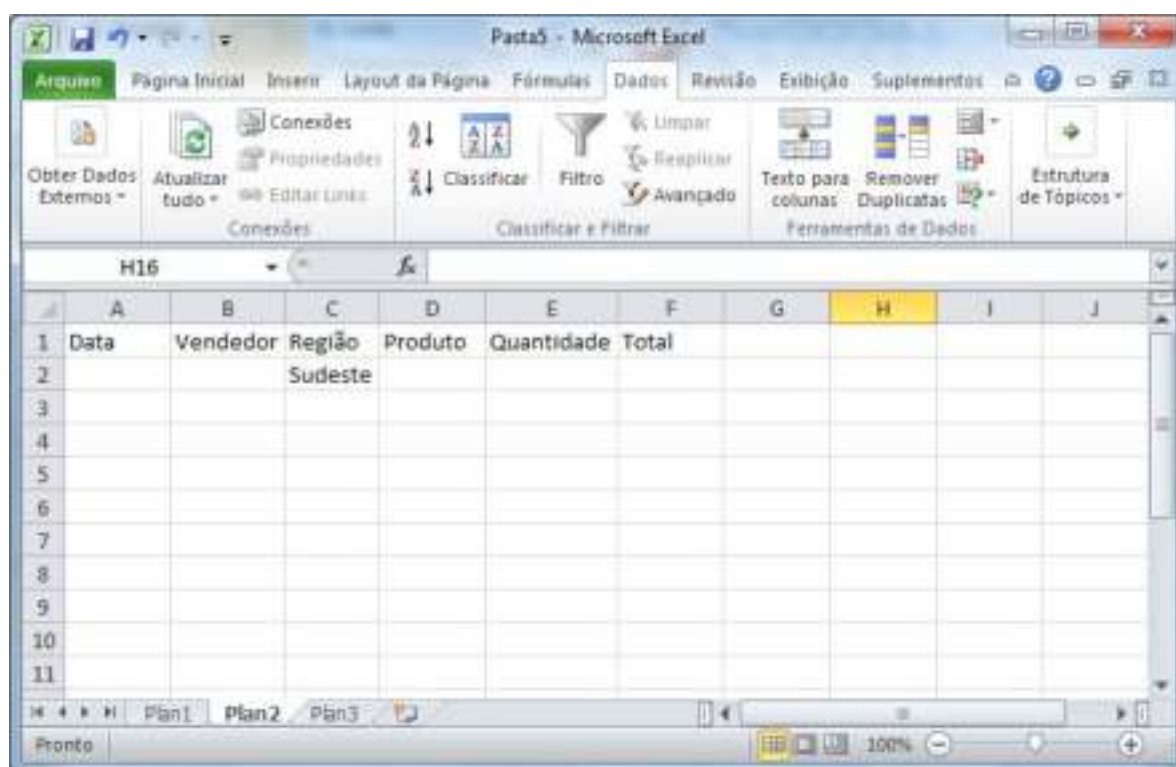 Pasta5 - Microsoft Excel
Arquivo Página Inicial Inserir Layout da Página Fórmulas Dados Revisão Exibição Suplementos
Obter Dados Externos
Atualizar tudo
Conexões
Propriedades
Editar Links
Conexões
Classificar
Filtro
Limpar
Reaplicar
Avançado
Classificar e Filtrar
Texto para colunas
Remover Duplicatas
Ferramentas de Dados
Estrutura de Tópicos
H16 fx
A B C D E F G H I J
1 Data Vendedor Região Produto Quantidade Total
2 Sudeste
3
4
5
6
7
8
9
10
11
Plan1 Plan2 Plan3
Pronto 100%